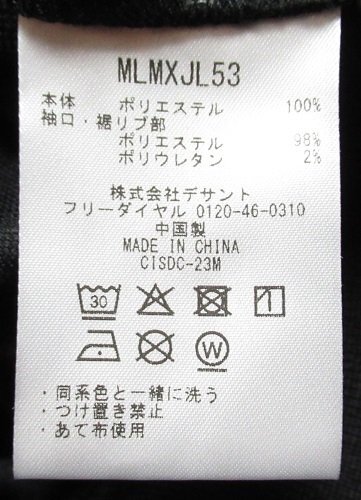 MLMXJL53
本体 ポリエステル 100%
袖口・裾リブ部
ポリエステル 98%
ポリウレタン 2%
株式会社デサント
フリーダイヤル 0120-46-0310
中国製
MADE IN CHINA
CISDC-23M
30
W
・同系色と一緒に洗う
・つけ置き禁止
・あて布使用